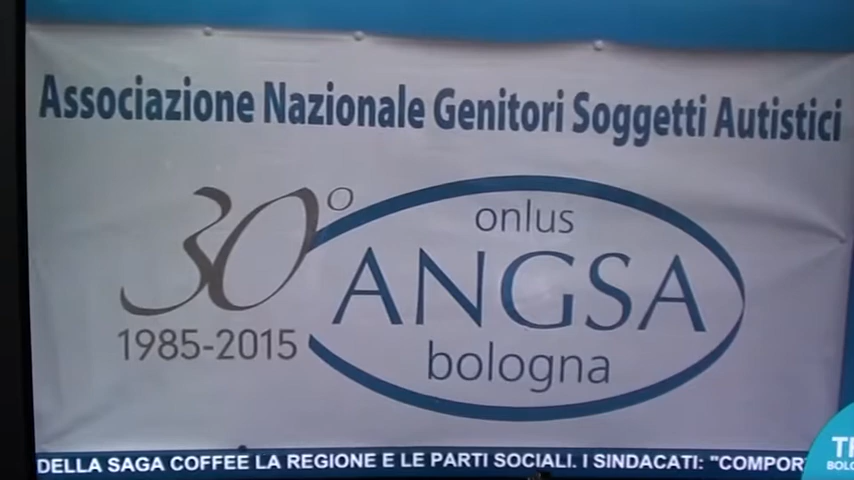 Associazione Nazionale Genitori Soggetti Autistici
30°
onlus
ANGSA
1985-2015
bologna
DELLA SAGA COFFEE LA REGIONE E LE PARTI SOCIALI. I SINDACATI: "COMPOR